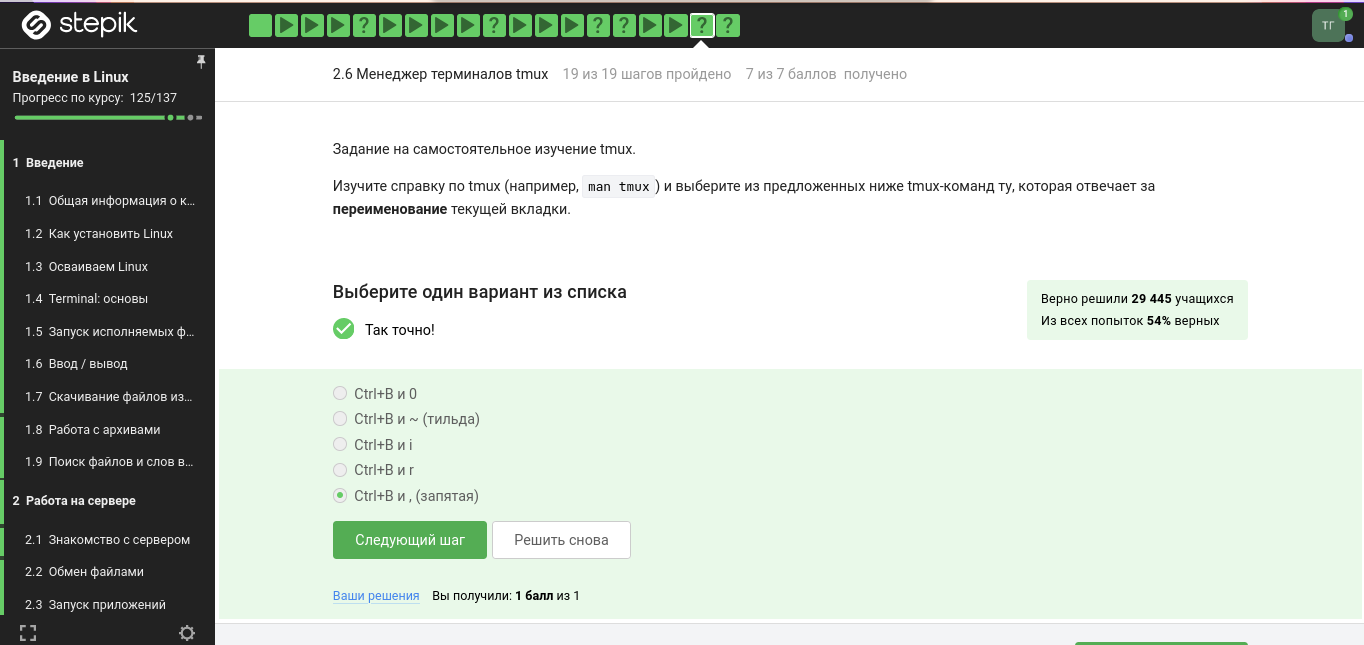 stepik
ТГ
1
Введение в Linux
Прогресс по курсу: 125/137
1 Введение
1.1 Общая информация о к...
1.2 Как установить Linux
1.3 Осваиваем Linux
1.4 Terminal: основы
1.5 Запуск исполняемых ф...
1.6 Ввод / вывод
1.7 Скачивание файлов из...
1.8 Работа с архивами
1.9 Поиск файлов и слов в...
2 Работа на сервере
2.1 Знакомство с сервером
2.2 Обмен файлами
2.3 Запуск приложений
2.6 Менеджер терминалов tmux 19 из 19 шагов пройдено 7 из 7 баллов получено
Задание на самостоятельное изучение tmux.
Изучите справку по tmux (например, man tmux ) и выберите из предложенных ниже tmux-команд ту, которая отвечает за
переименование текущей вкладки.
Выберите один вариант из списка
Так точно!
Верно решили 29 445 учащихся
Из всех попыток 54% верных
Ctrl+B и 0
Ctrl+B и ~ (тильда)
Ctrl+B и i
Ctrl+B и r
Ctrl+B и , (запятая)
Следующий шаг Решить снова
Ваши решения Вы получили: 1 балл из 1